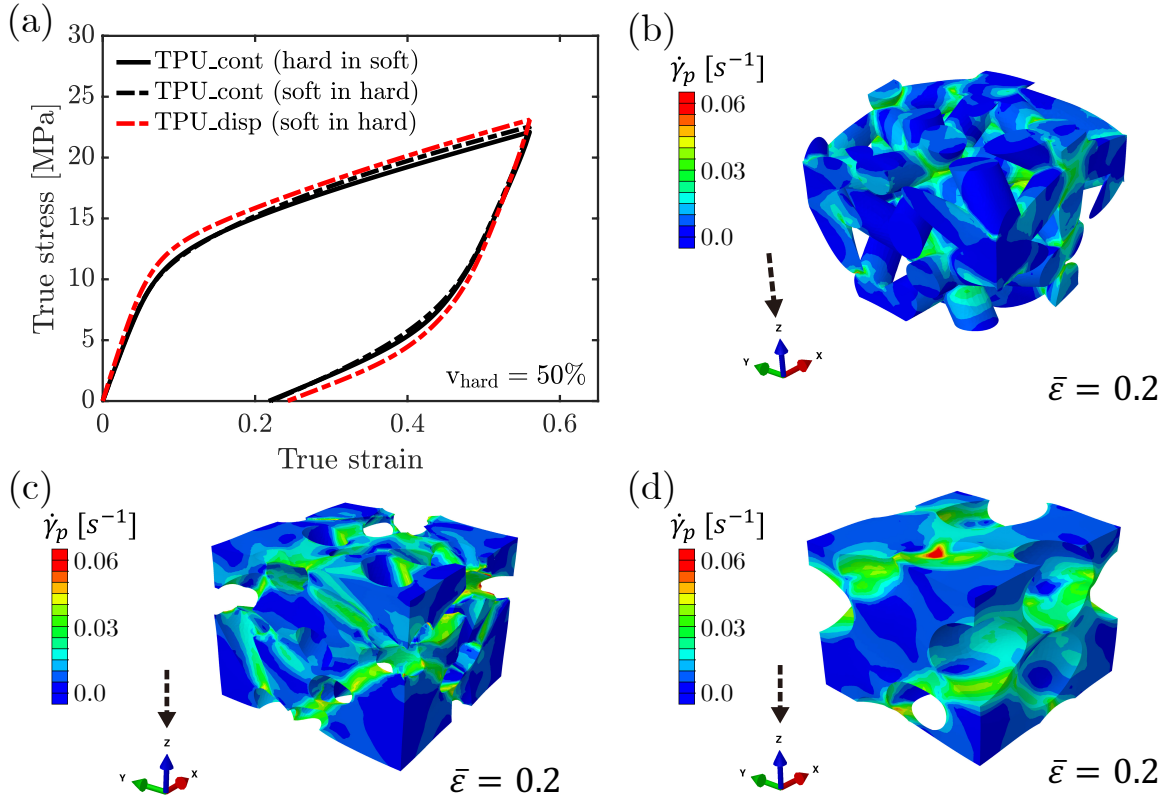 (a)
True stress [MPa]
30
25
20
15
10
5
0
TPU_cont (hard in soft)
TPU_cont (soft in hard)
TPU_disp (soft in hard)
v_hard = 50%
0 0.2 0.4 0.6
True strain
(b)
γ̇_p [s⁻¹]
0.06
0.03
0.0
Z
Y X
ε̄ = 0.2
(c)
γ̇_p [s⁻¹]
0.06
0.03
0.0
Z
Y X
ε̄ = 0.2
(d)
γ̇_p [s⁻¹]
0.06
0.03
0.0
Z
Y X
ε̄ = 0.2